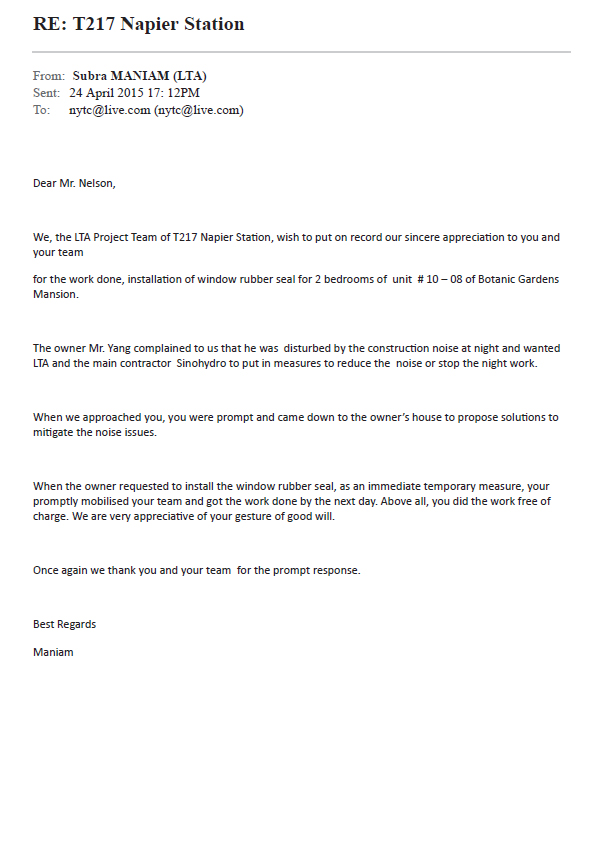 RE: T217 Napier Station
From: Subra MANIAM (LTA)
Sent: 24 April 2015 17: 12PM
To: nytc@live.com (nytc@live.com)
Dear Mr. Nelson,
We, the LTA Project Team of T217 Napier Station, wish to put on record our sincere appreciation to you and
your team
for the work done, installation of window rubber seal for 2 bedrooms of unit # 10 – 08 of Botanic Gardens
Mansion.
The owner Mr. Yang complained to us that he was disturbed by the construction noise at night and wanted
LTA and the main contractor Sinohydro to put in measures to reduce the noise or stop the night work.
When we approached you, you were prompt and came down to the owner’s house to propose solutions to
mitigate the noise issues.
When the owner requested to install the window rubber seal, as an immediate temporary measure, your
promptly mobilised your team and got the work done by the next day. Above all, you did the work free of
charge. We are very appreciative of your gesture of good will.
Once again we thank you and your team for the prompt response.
Best Regards
Maniam